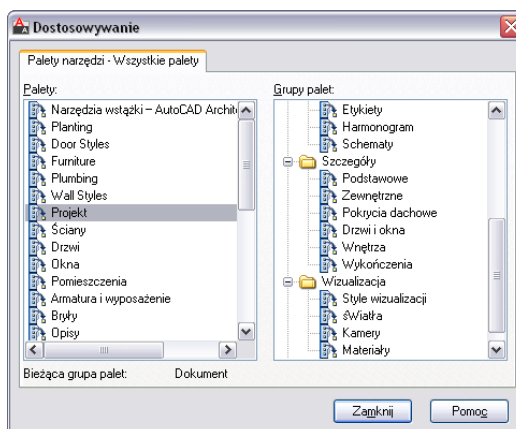 Dostosowywanie
Palety narzędzi - Wszystkie palety
Palety:
Narzędzia wstążki – AutoCAD Archite
Planting
Door Styles
Furniture
Plumbing
Wall Styles
Projekt
Ściany
Drzwi
Okna
Pomieszczenia
Armatura i wyposażenie
Bryły
Opisy
Grupy palet:
Etykiety
Harmonogram
Schematy
Szczegóły
Podstawowe
Zewnętrzne
Pokrycia dachowe
Drzwi i okna
Wnętrza
Wykończenia
Wizualizacja
Style wizualizacji
śWiatła
Kamery
Materiały
Bieżąca grupa palet: Dokument
Zamknij Pomoc